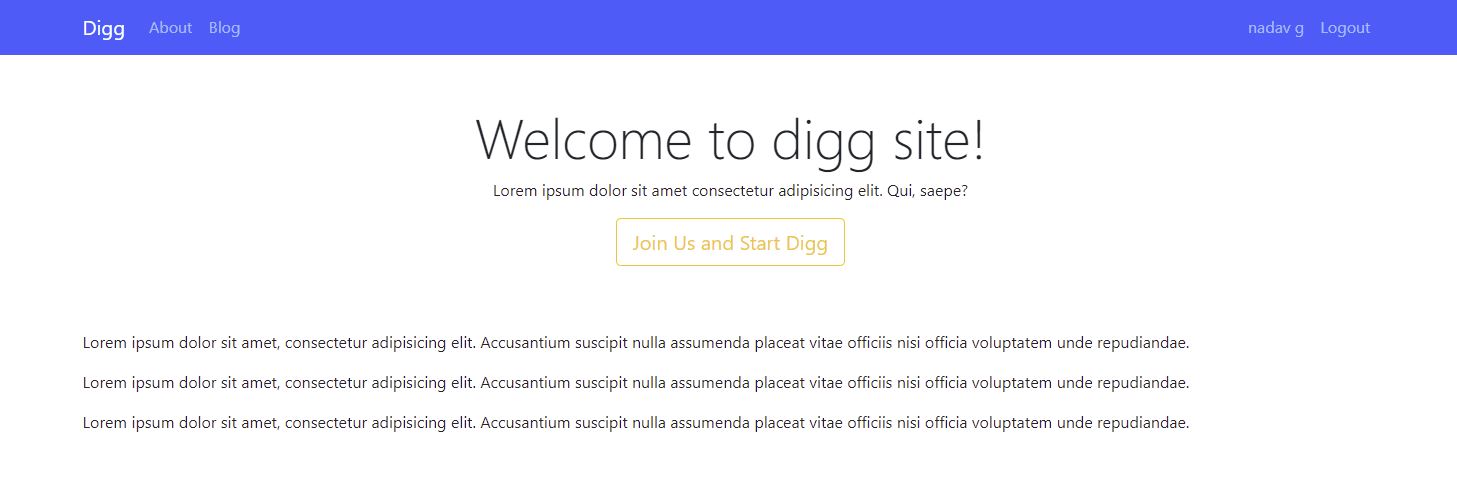 Digg About Blog nadav g Logout
Welcome to digg site!
Lorem ipsum dolor sit amet consectetur adipisicing elit. Qui, saepe?
Join Us and Start Digg
Lorem ipsum dolor sit amet, consectetur adipisicing elit. Accusantium suscipit nulla assumenda placeat vitae officiis nisi officia voluptatem unde repudiandae.
Lorem ipsum dolor sit amet, consectetur adipisicing elit. Accusantium suscipit nulla assumenda placeat vitae officiis nisi officia voluptatem unde repudiandae.
Lorem ipsum dolor sit amet, consectetur adipisicing elit. Accusantium suscipit nulla assumenda placeat vitae officiis nisi officia voluptatem unde repudiandae.